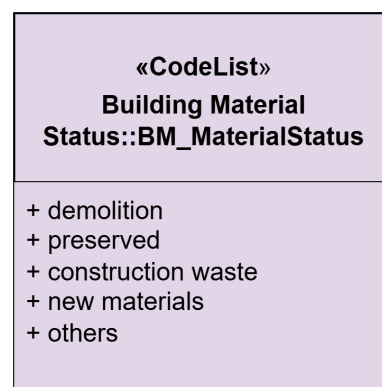 «CodeList»
Building Material
Status::BM_MaterialStatus
+ demolition
+ preserved
+ construction waste
+ new materials
+ others